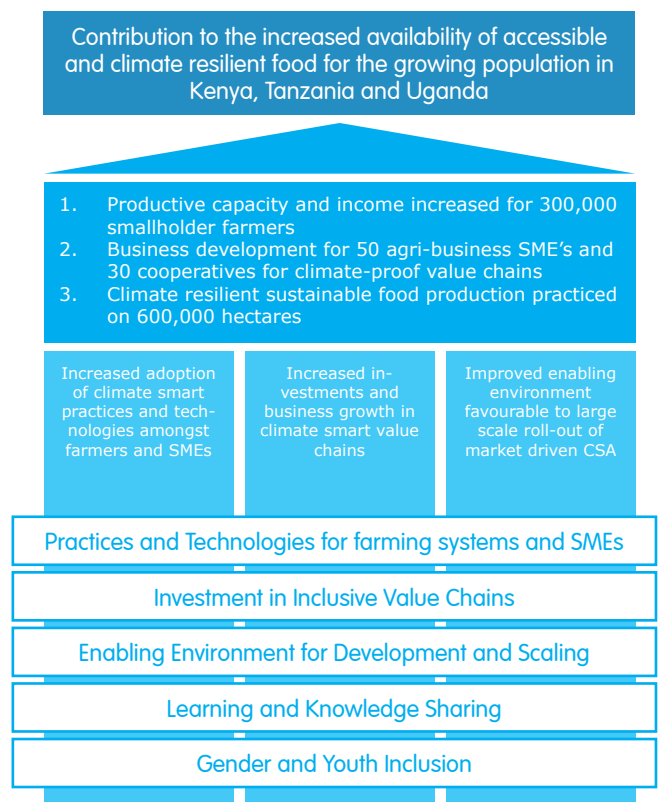 Contribution to the increased availability of accessible
and climate resilient food for the growing population in
Kenya, Tanzania and Uganda
1. Productive capacity and income increased for 300,000
smallholder farmers
2. Business development for 50 agri-business SME's and
30 cooperatives for climate-proof value chains
3. Climate resilient sustainable food production practiced
on 600,000 hectares
Increased adoption
of climate smart
practices and tech-
nologies amongst
farmers and SMEs
Increased in-
vestments and
business growth in
climate smart value
chains
Improved enabling
environment
favourable to large
scale roll-out of
market driven CSA
Practices and Technologies for farming systems and SMEs
Investment in Inclusive Value Chains
Enabling Environment for Development and Scaling
Learning and Knowledge Sharing
Gender and Youth Inclusion